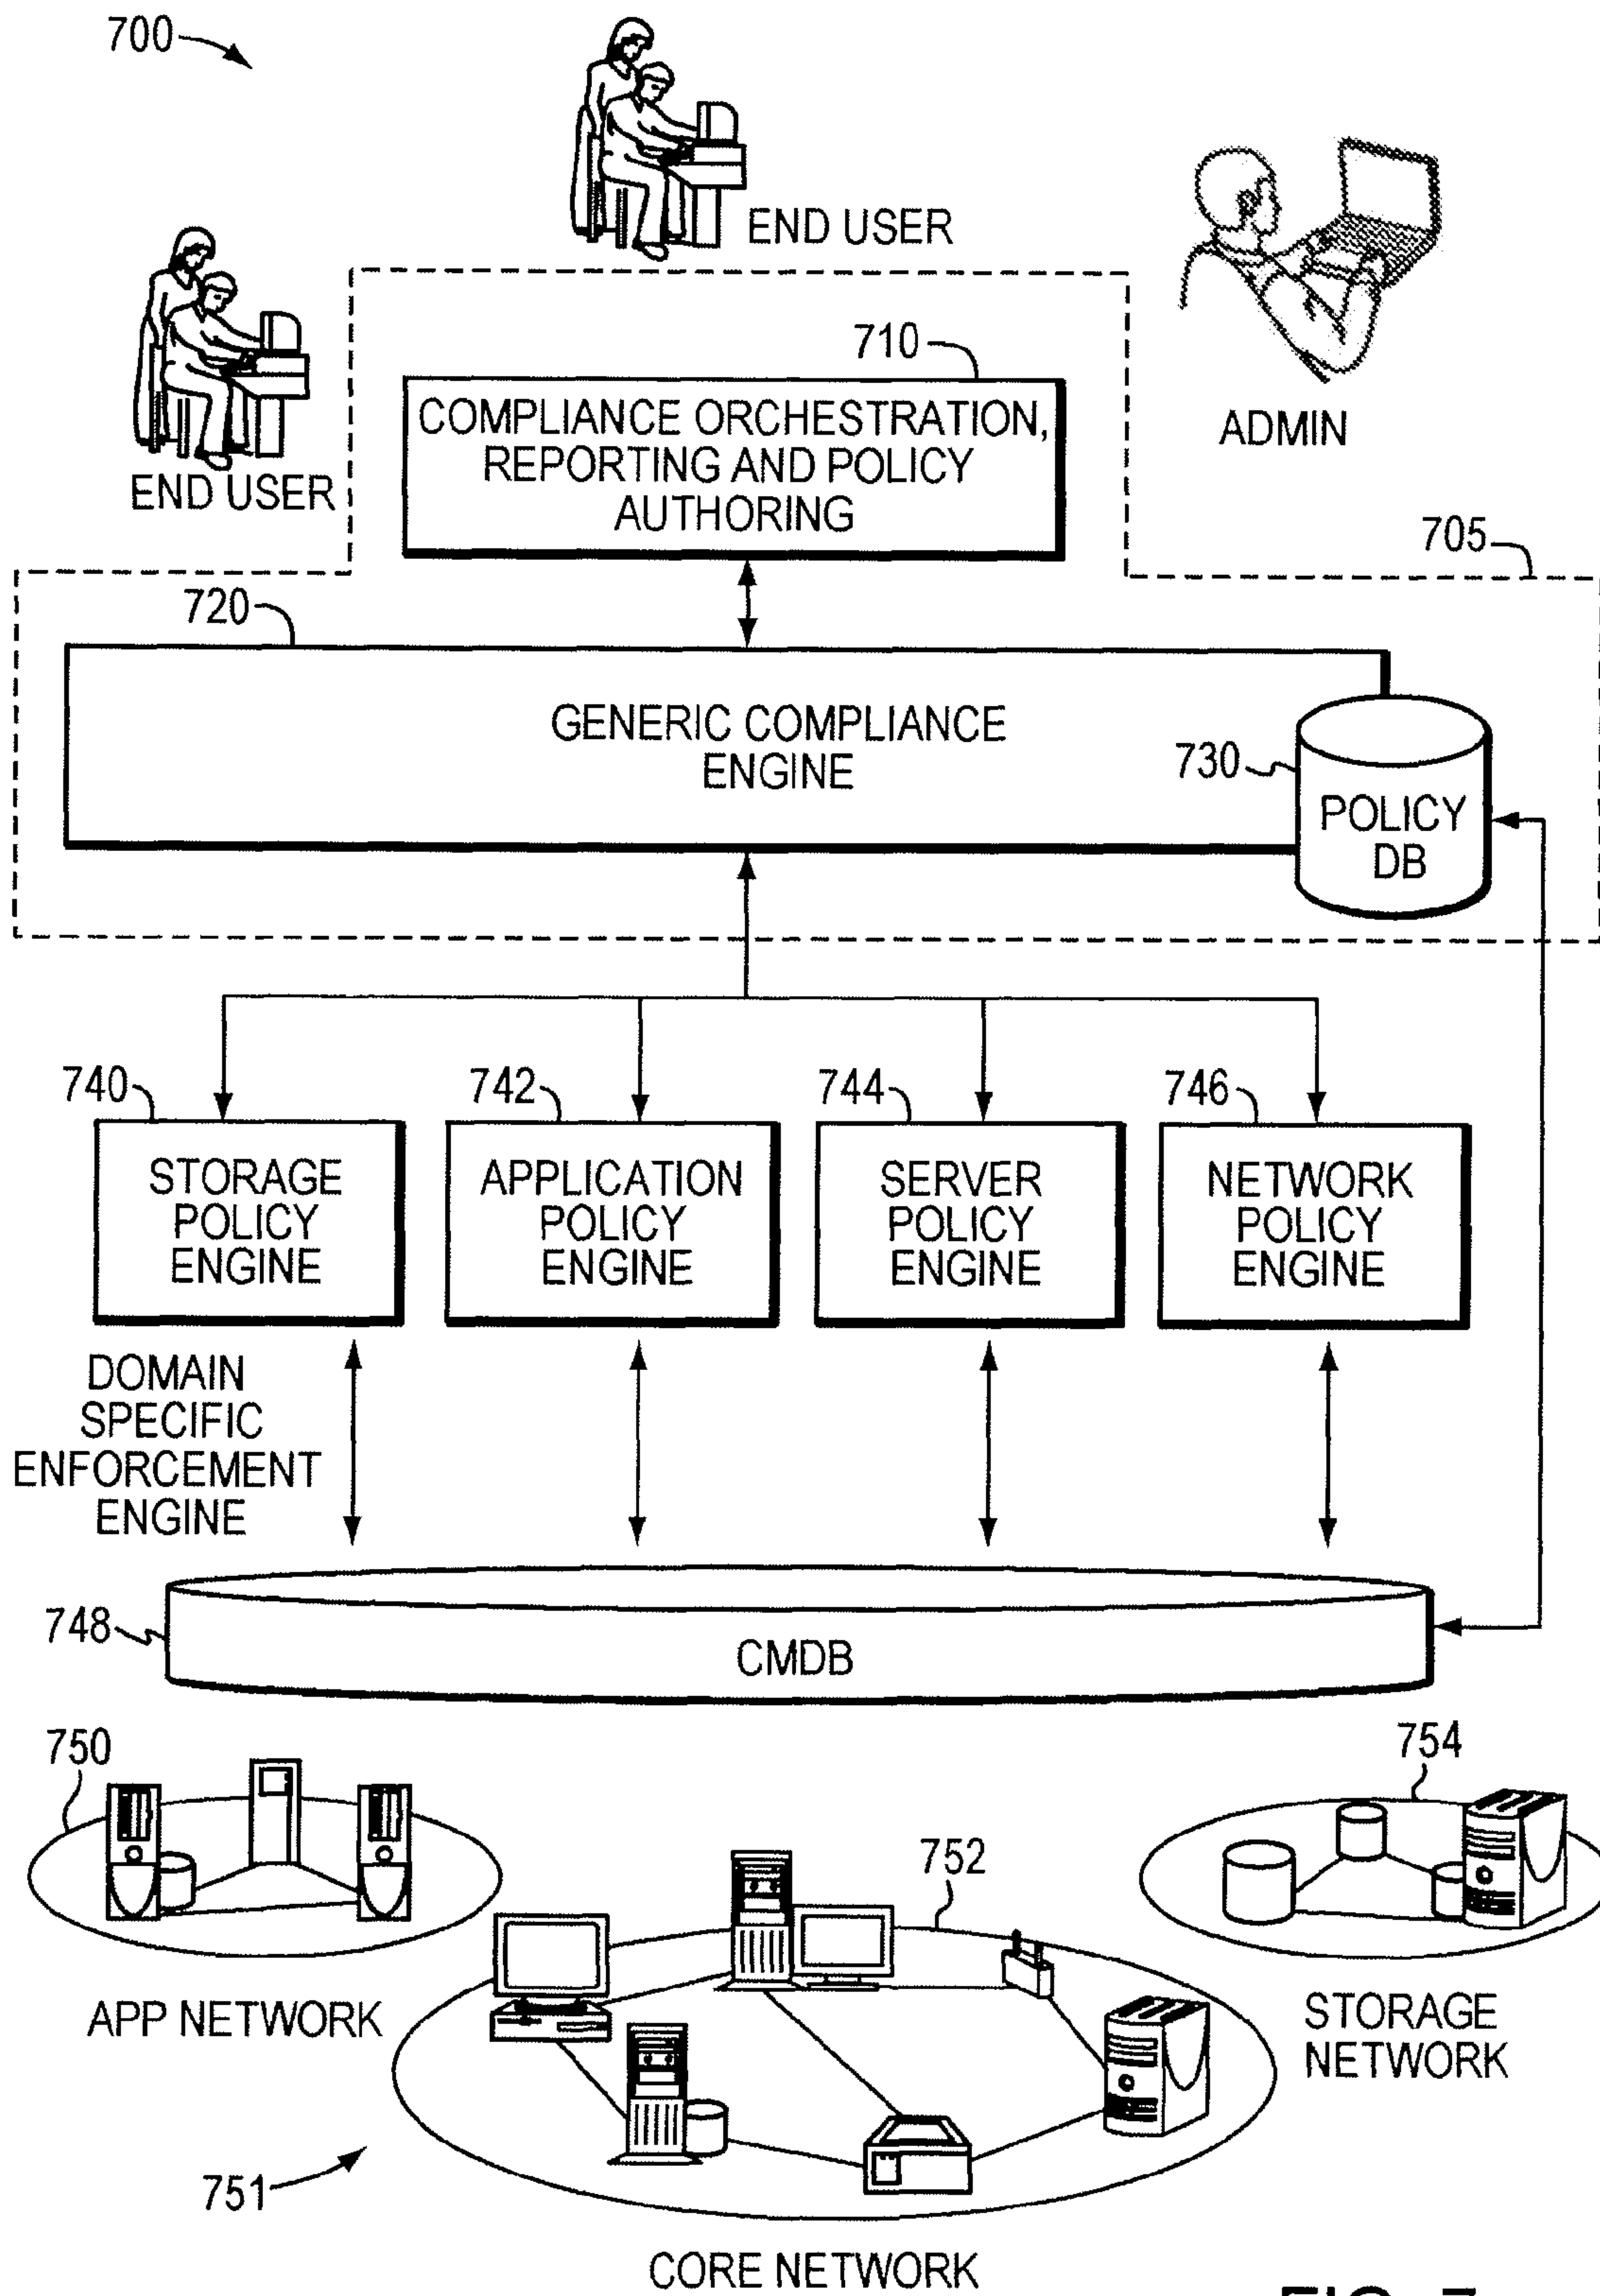 700
END USER
END USER
ADMIN
710
COMPLIANCE ORCHESTRATION,
REPORTING AND POLICY
AUTHORING
705
720
GENERIC COMPLIANCE
ENGINE
730
POLICY
DB
740
742
744
746
STORAGE
POLICY
ENGINE
APPLICATION
POLICY
ENGINE
SERVER
POLICY
ENGINE
NETWORK
POLICY
ENGINE
DOMAIN
SPECIFIC
ENFORCEMENT
ENGINE
748
CMDB
750
754
752
APP NETWORK
STORAGE
NETWORK
751
CORE NETWORK